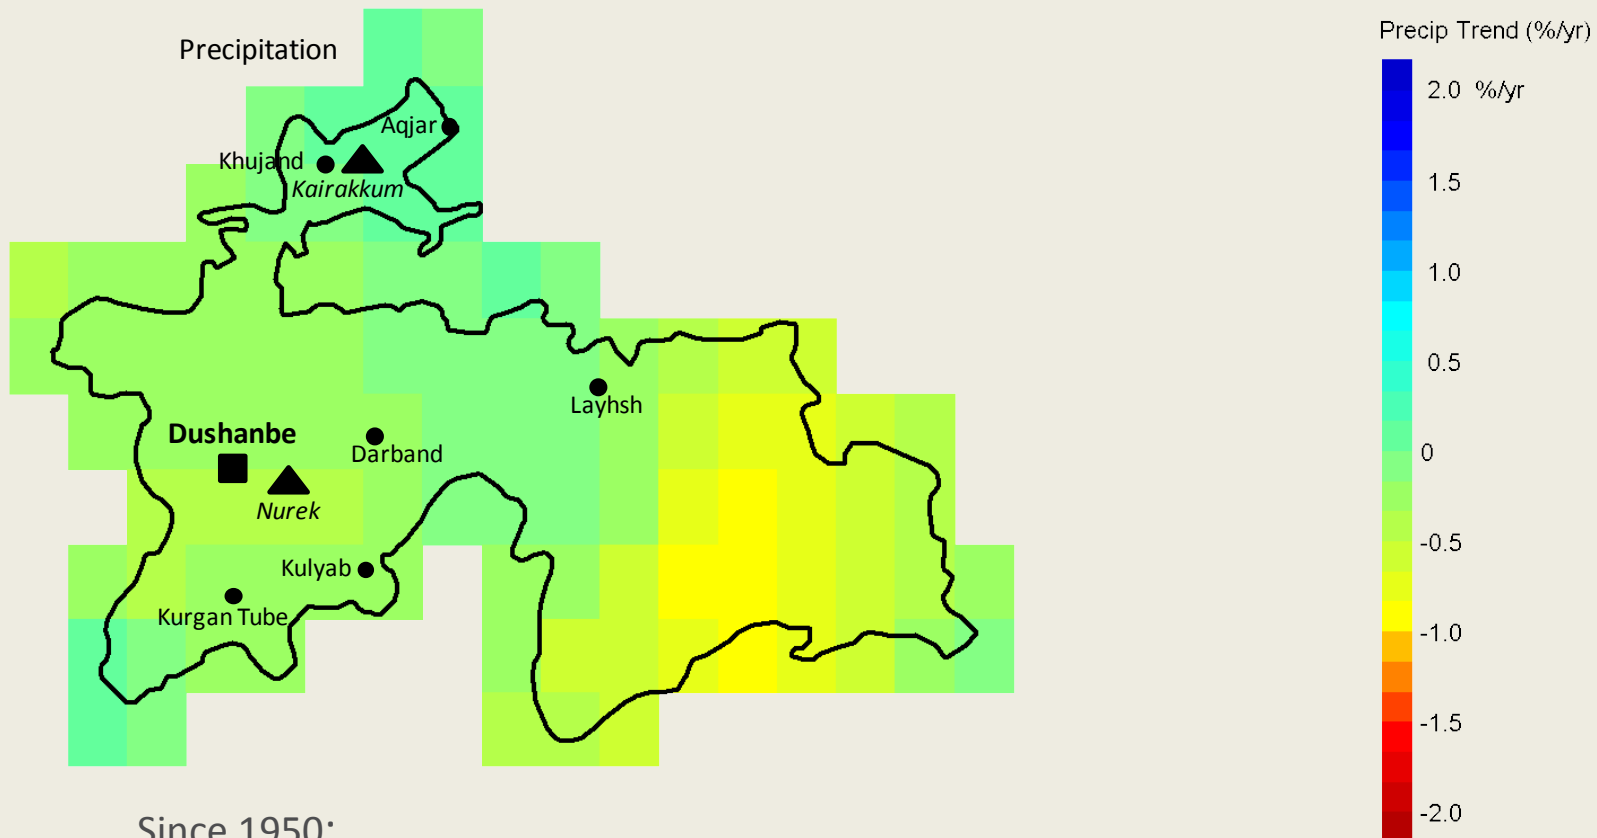 Precip Trend (%/yr)
Precipitation
2.0 %/yr
Aqjar
Khujand
Kairakkum
1.5
1.0
0.5
Layhsh
Dushanbe
Darband
0
Nurek
-0.5
Kulyab
Kurgan Tube
-1.0
-1.5
-2.0
Since 1950: